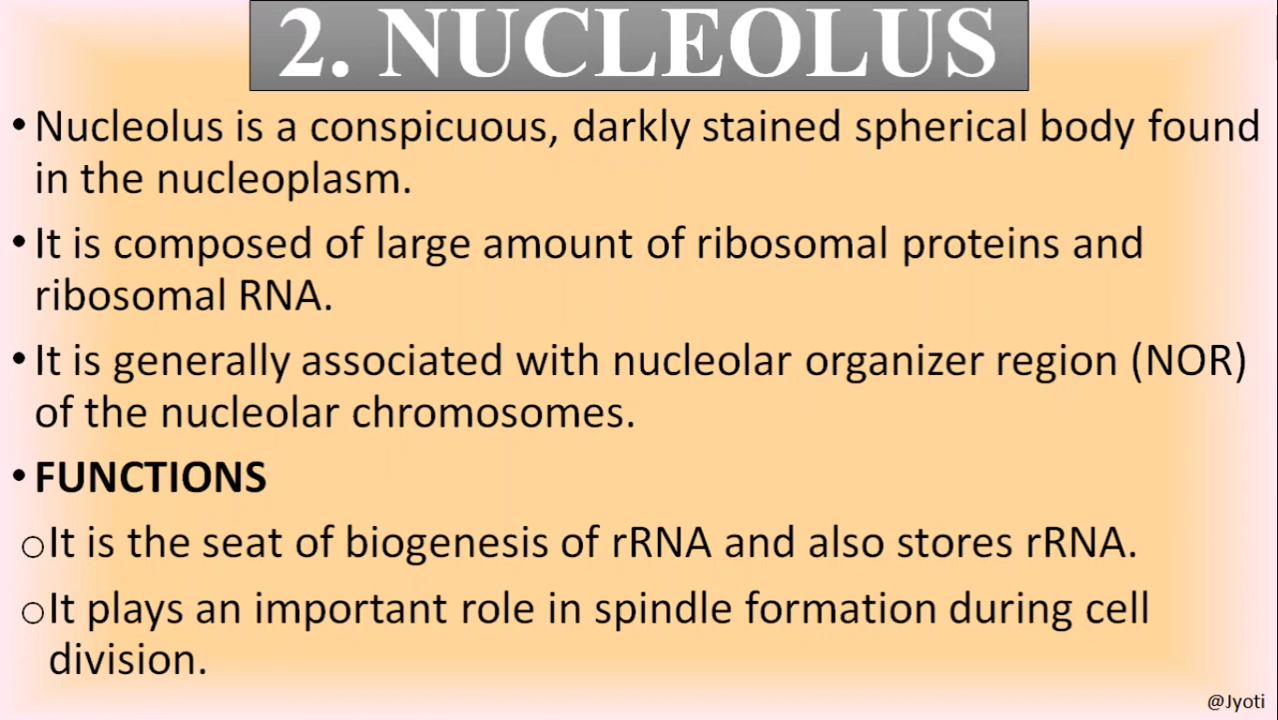 2. NUCLEOLUS
• Nucleolus is a conspicuous, darkly stained spherical body found
in the nucleoplasm.
• It is composed of large amount of ribosomal proteins and
ribosomal RNA.
• It is generally associated with nucleolar organizer region (NOR)
of the nucleolar chromosomes.
• FUNCTIONS
o It is the seat of biogenesis of rRNA and also stores rRNA.
o It plays an important role in spindle formation during cell
division.
@Jyoti